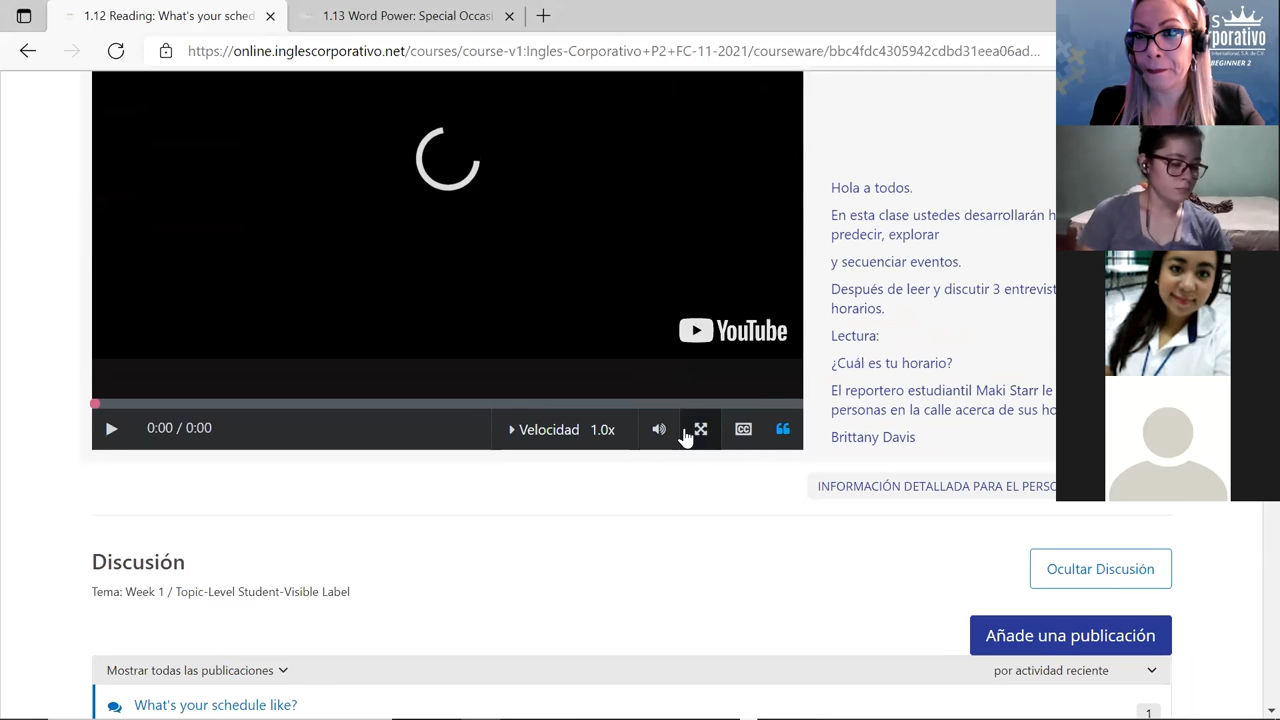 1.12 Reading: What's your sched
1.13 Word Power: Special Occasi
https://online.inglescorporativo.net/courses/course-v1:Ingles-Corporativo+P2+FC-11-2021/courseware/bbc4fdc4305942cdbd31eea06ad...
S
rporativo
International, S.A. de C.V.
BEGINNER 2
YouTube
0:00 / 0:00
Velocidad 1.0x
CC
Hola a todos.
En esta clase ustedes desarrollarán h
predecir, explorar
y secuenciar eventos.
Después de leer y discutir 3 entrevist
horarios.
Lectura:
¿Cuál es tu horario?
El reportero estudiantil Maki Starr le
personas en la calle acerca de sus ho
Brittany Davis
INFORMACIÓN DETALLADA PARA EL PERSO
Discusión
Ocultar Discusión
Tema: Week 1 / Topic-Level Student-Visible Label
Añade una publicación
Mostrar todas las publicaciones
por actividad reciente
What's your schedule like?
1